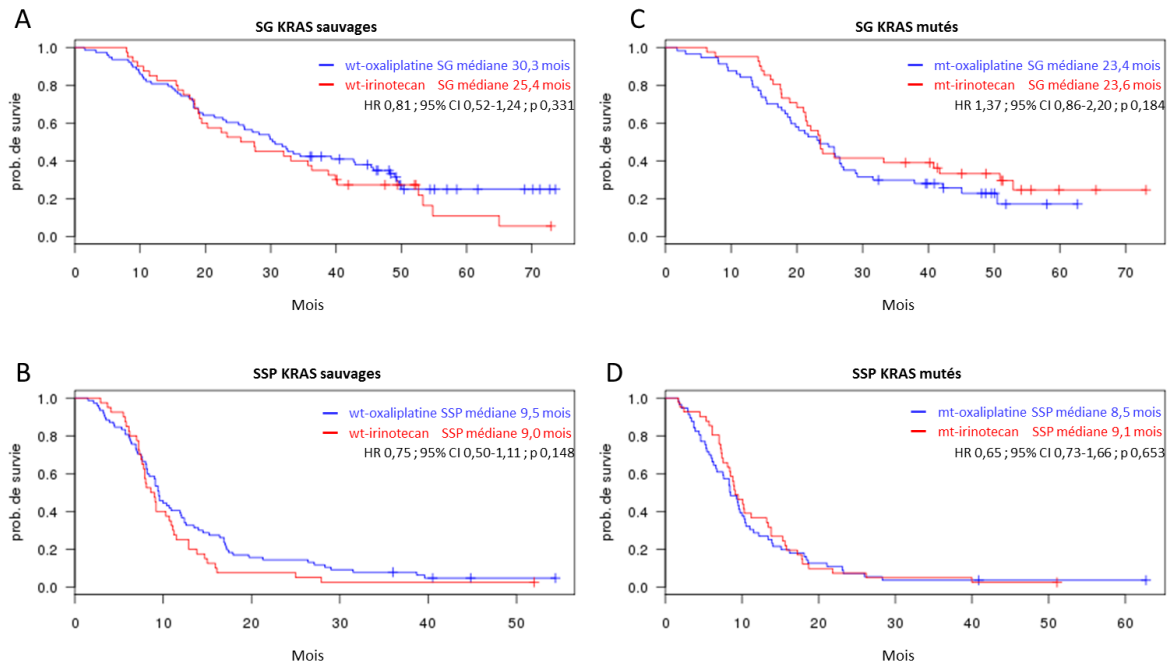 A
SG KRAS sauvages
wt-oxaliplatine SG médiane 30,3 mois
wt-irinotecan SG médiane 25,4 mois
HR 0,81 ; 95% CI 0,52-1,24 ; p 0,331
prob. de survie
1.0
0.8
0.6
0.4
0.2
0.0
0 10 20 30 40 50 60 70
Mois
C
SG KRAS mutés
mt-oxaliplatine SG médiane 23,4 mois
mt-irinotecan SG médiane 23,6 mois
HR 1,37 ; 95% CI 0,86-2,20 ; p 0,184
prob. de survie
1.0
0.8
0.6
0.4
0.2
0.0
0 10 20 30 40 50 60 70
Mois
B
SSP KRAS sauvages
wt-oxaliplatine SSP médiane 9,5 mois
wt-irinotecan SSP médiane 9,0 mois
HR 0,75 ; 95% CI 0,50-1,11 ; p 0,148
prob. de survie
1.0
0.8
0.6
0.4
0.2
0.0
0 10 20 30 40 50
Mois
D
SSP KRAS mutés
mt-oxaliplatine SSP médiane 8,5 mois
mt-irinotecan SSP médiane 9,1 mois
HR 0,65 ; 95% CI 0,73-1,66 ; p 0,653
prob. de survie
1.0
0.8
0.6
0.4
0.2
0.0
0 10 20 30 40 50 60
Mois